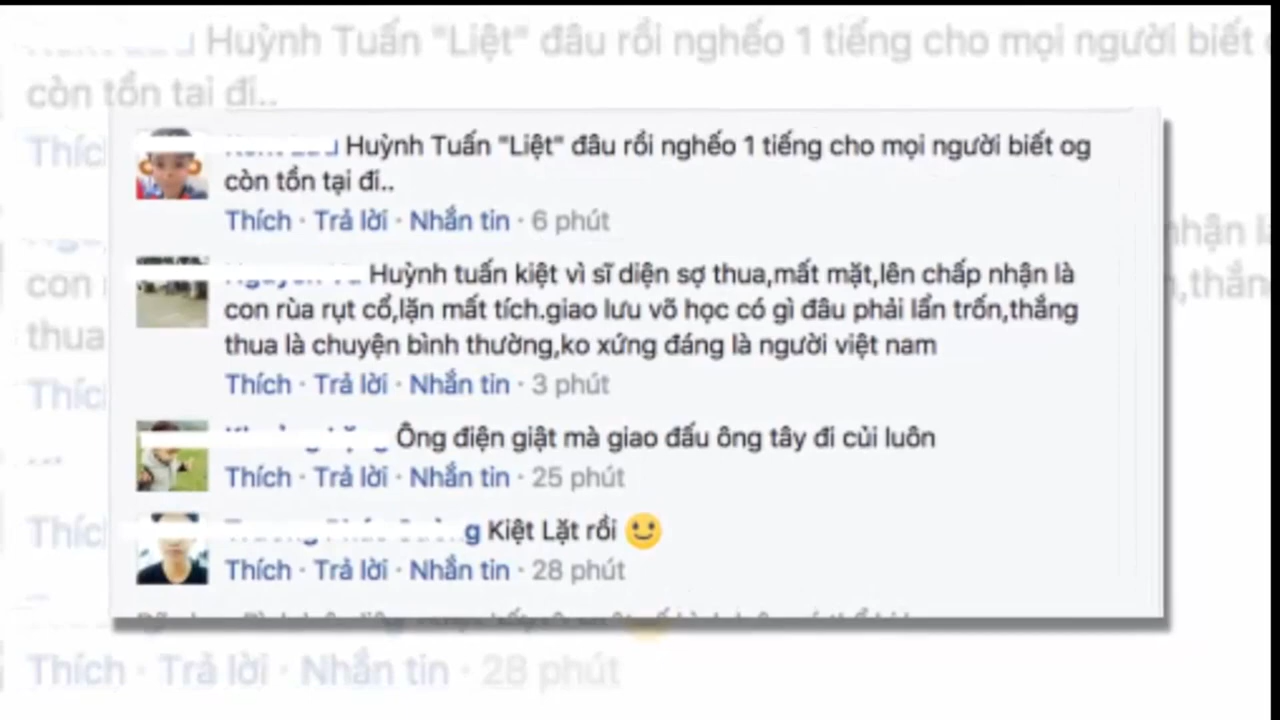 Huỳnh Tuấn "Liệt" đâu rồi nghếo 1 tiếng cho mọi người biết
còn tồn tại đi..
Huỳnh Tuấn "Liệt" đâu rồi nghếo 1 tiếng cho mọi người biết og
còn tồn tại đi..
Thích · Trả lời · Nhắn tin · 6 phút
Huỳnh tuấn kiệt vì sĩ diện sợ thua,mất mặt,lên chấp nhận là
con rùa rụt cổ,lặn mất tích.giao lưu võ học có gì đâu phải lẩn trốn,thắng
thua là chuyện bình thường,ko xứng đáng là người việt nam
Thích · Trả lời · Nhắn tin · 3 phút
Ông điện giật mà giao đấu ông tây đi củi luôn
Thích · Trả lời · Nhắn tin · 25 phút
Kiệt Lặt rồi 🙂
Thích · Trả lời · Nhắn tin · 28 phút
Thích · Trả lời · Nhắn tin · 28 phút